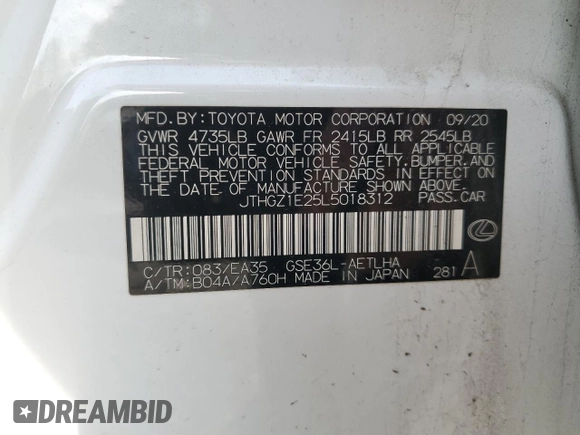 MFD.BY:TOYOTA MOTOR CORPORATION 09/20
GVWR 4735LB GAWR FR 2415LB RR 2545LB
THIS VEHICLE CONFORMS TO ALL APPLICABLE
FEDERAL MOTOR VEHICLE SAFETY,BUMPER,AND
THEFT PREVENTION STANDARDS IN EFFECT ON
THE DATE OF MANUFACTURE SHOWN ABOVE.
JTHGZ1E25L5018312 PASS.CAR
C/TR:083/EA35 GSE36L-AETLHA
A/TM:B04A/A760H MADE IN JAPAN 281 A
DREAMBID